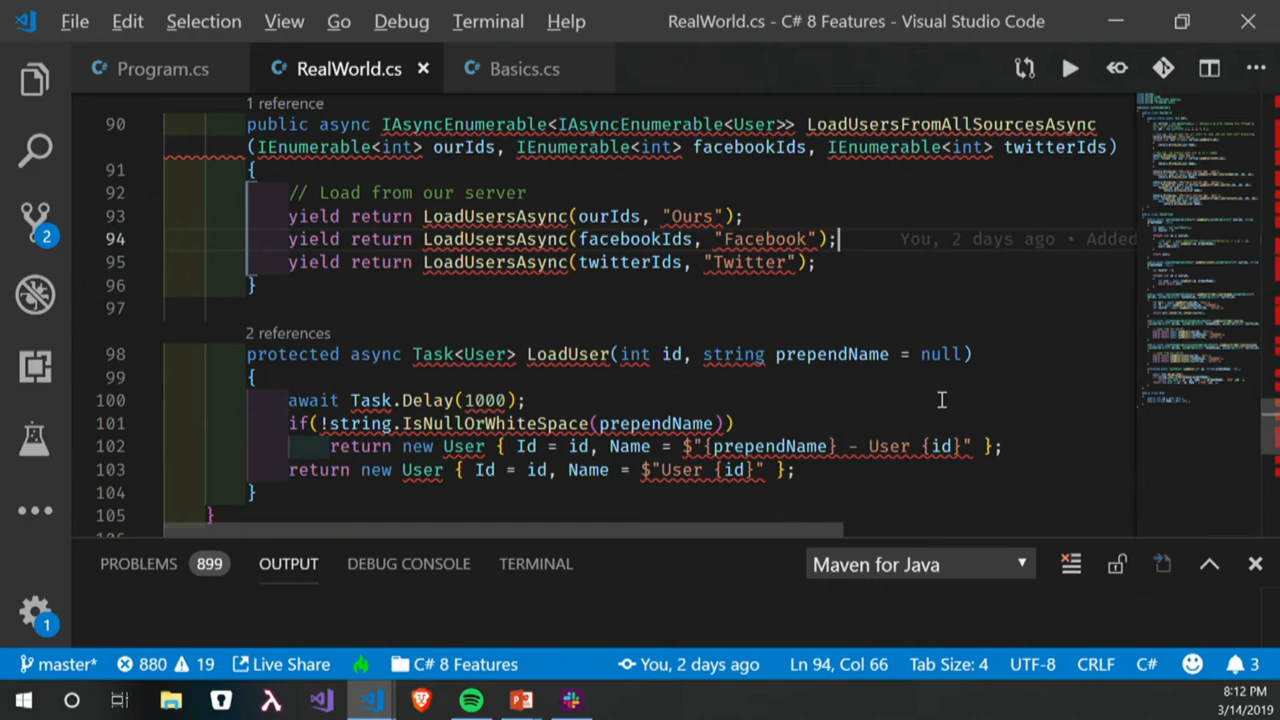 File Edit Selection View Go Debug Terminal Help RealWorld.cs - C# 8 Features - Visual Studio Code
Program.cs RealWorld.cs Basics.cs
1 reference
90 public async IAsyncEnumerable<IAsyncEnumerable<User>> LoadUsersFromAllSourcesAsync
(IEnumerable<int> ourIds, IEnumerable<int> facebookIds, IEnumerable<int> twitterIds)
91 {
92 // Load from our server
93 yield return LoadUsersAsync(ourIds, "Ours");
94 yield return LoadUsersAsync(facebookIds, "Facebook"); You, 2 days ago • Added
95 yield return LoadUsersAsync(twitterIds, "Twitter");
96 }
97
2 references
98 protected async Task<User> LoadUser(int id, string prependName = null)
99 {
100 await Task.Delay(1000);
101 if(!string.IsNullOrWhiteSpace(prependName))
102 return new User { Id = id, Name = $"{prependName} - User {id}" };
103 return new User { Id = id, Name = $"User {id}" };
104 }
105 }
2
PROBLEMS 899 OUTPUT DEBUG CONSOLE TERMINAL Maven for Java
1
master* 880 19 Live Share C# 8 Features You, 2 days ago Ln 94, Col 66 Tab Size: 4 UTF-8 CRLF C# 3
8:12 PM
3/14/2019